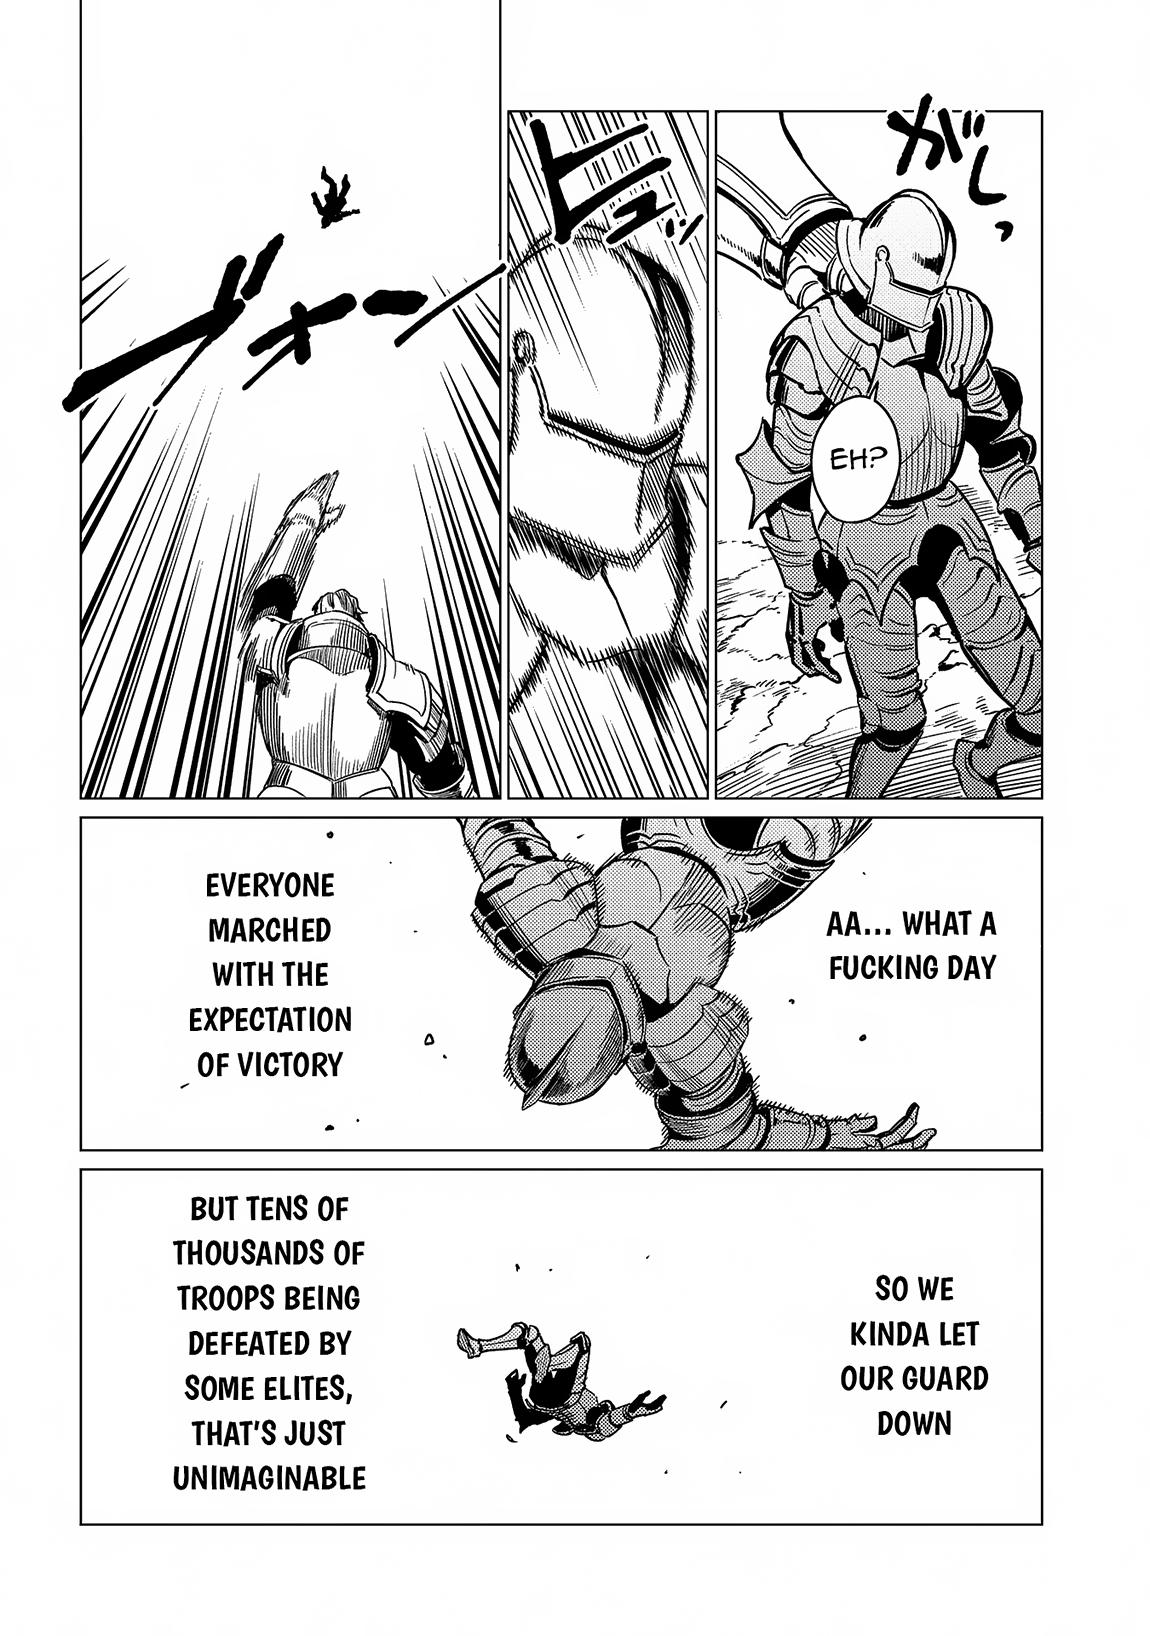 がしっ
EH?
ヒュッ
ブォーン
AA... WHAT A
FUCKING DAY
EVERYONE
MARCHED
WITH THE
EXPECTATION
OF VICTORY
SO WE
KINDA LET
OUR GUARD
DOWN
BUT TENS OF
THOUSANDS OF
TROOPS BEING
DEFEATED BY
SOME ELITES,
THAT'S JUST
UNIMAGINABLE